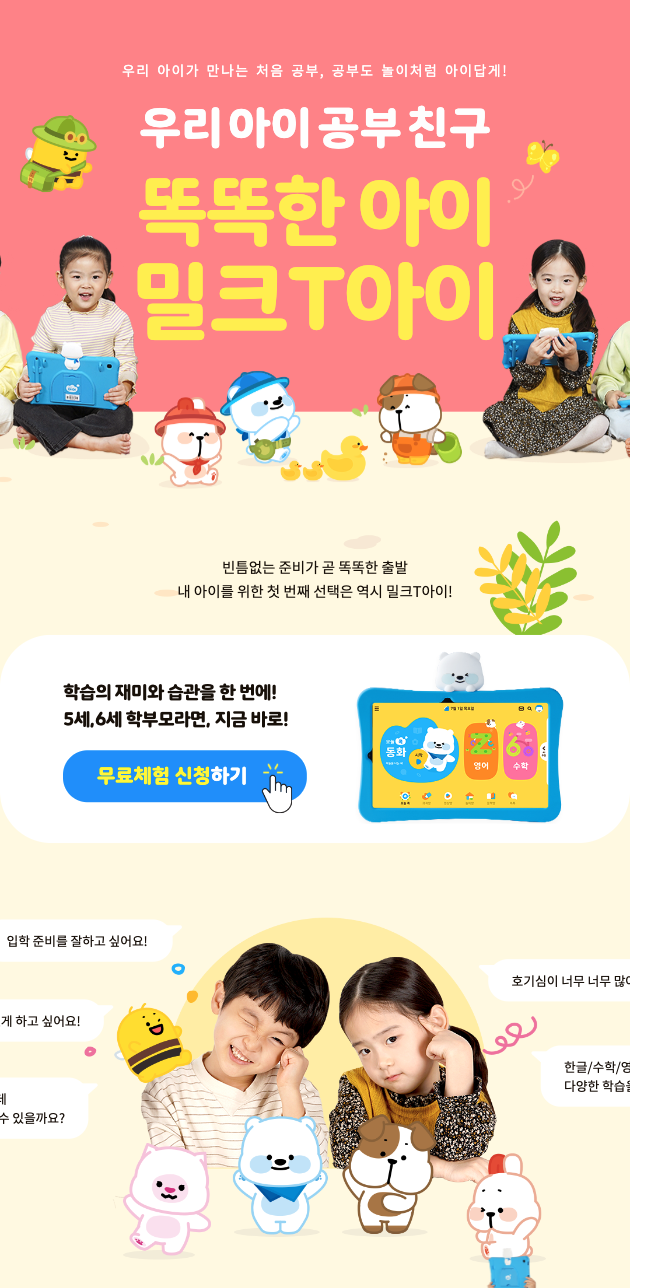 우리 아이가 만나는 처음 공부, 공부도 놀이처럼 아이답게!
우리 아이 공부 친구
똑똑한 아이
밀크T아이
빈틈없는 준비가 곧 똑똑한 출발
내 아이를 위한 첫 번째 선택은 역시 밀크T아이!
학습의 재미와 습관을 한 번에!
5세,6세 학부모라면, 지금 바로!
무료체험 신청하기
동화
영어
수학
입학 준비를 잘하고 싶어요!
호기심이 너무 너무 많아
게 하고 싶어요!
한글/수학/영
다양한 학습을
데
수 있을까요?